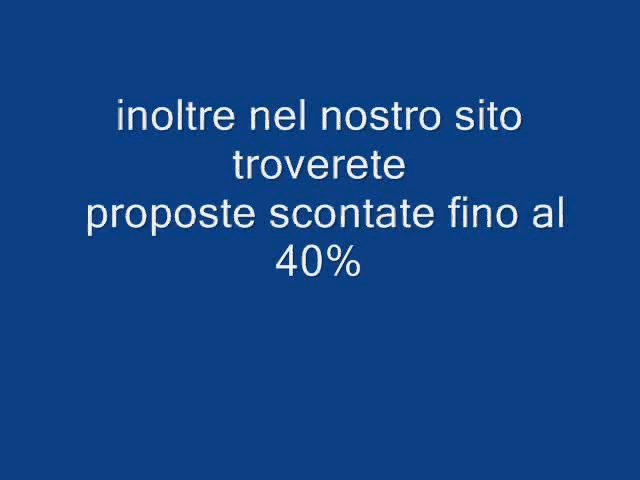 inoltre nel nostro sito
troverete
proposte scontate fino al
40%